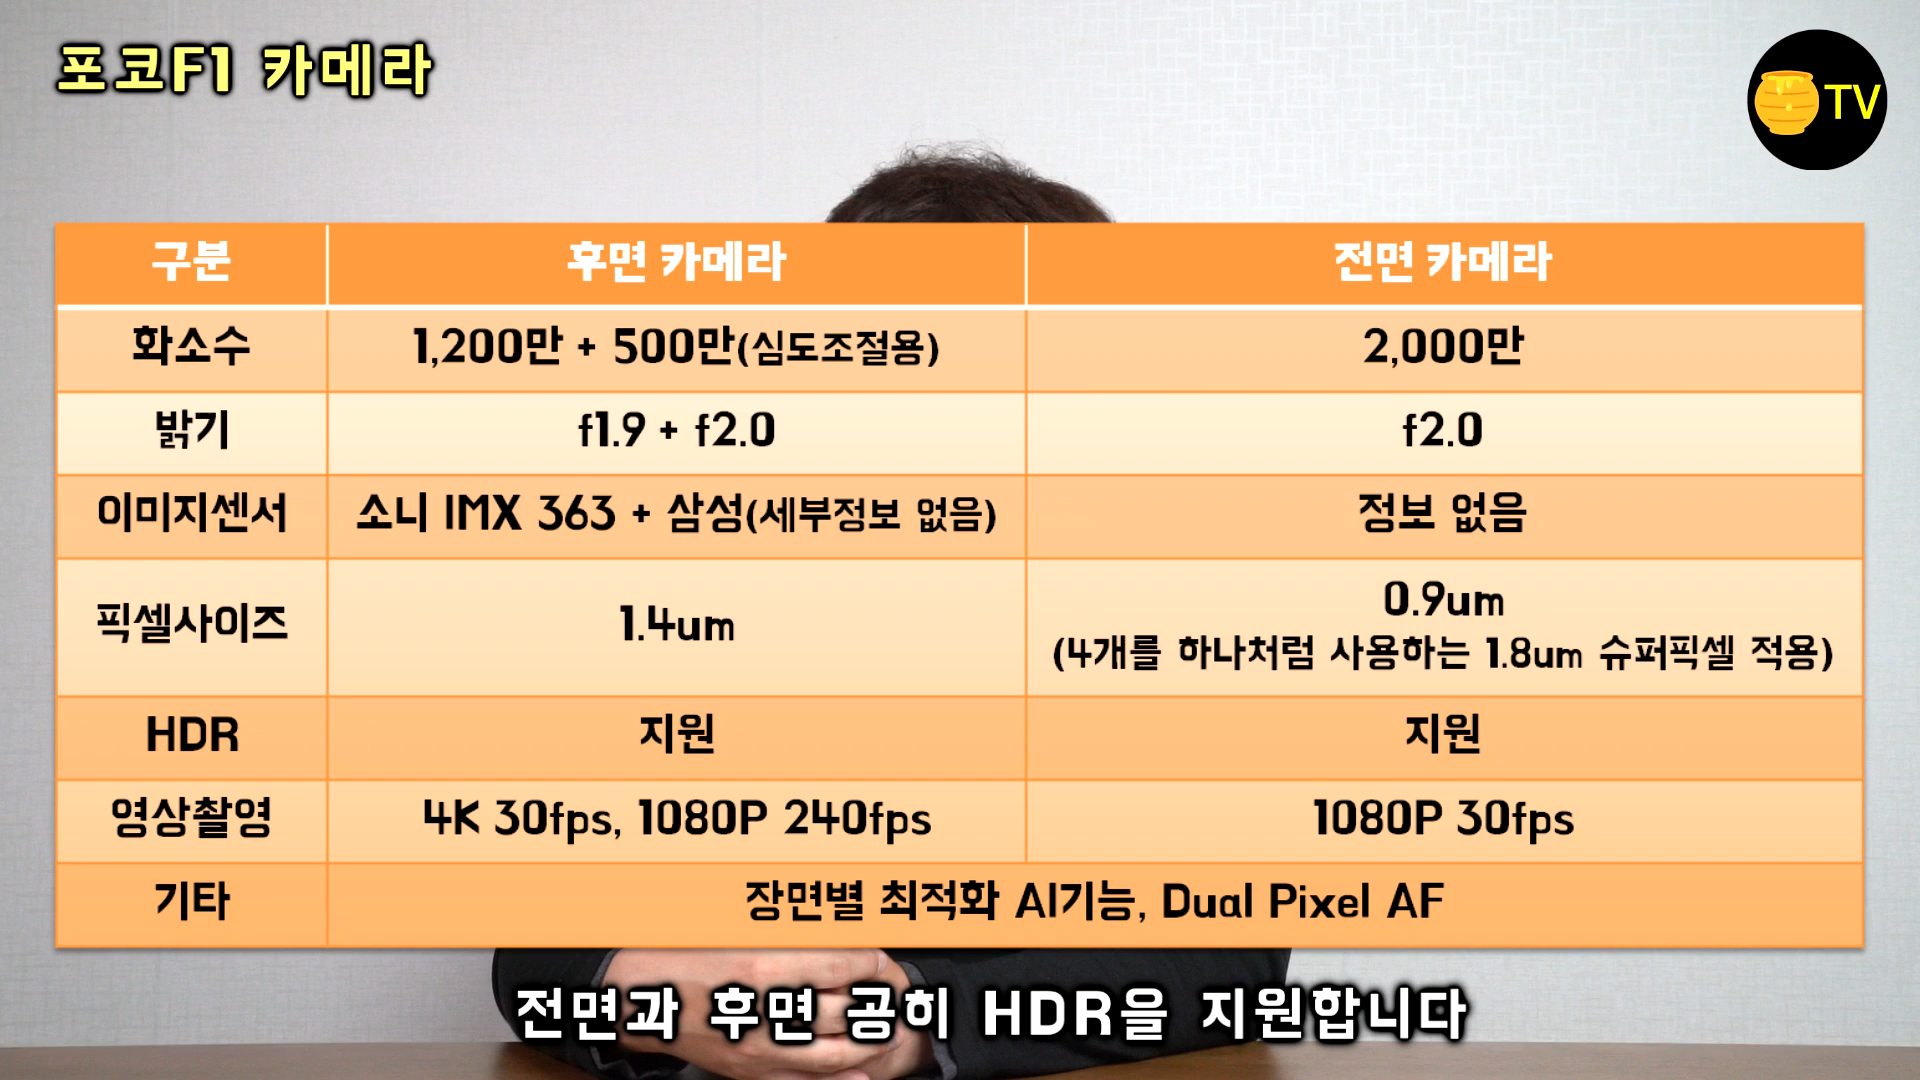 포코F1 카메라
TV
구분 후면 카메라 전면 카메라
화소수 1,200만 + 500만(심도조절용) 2,000만
밝기 f1.9 + f2.0 f2.0
이미지센서 소니 IMX 363 + 삼성(세부정보 없음) 정보 없음
픽셀사이즈 1.4um 0.9um
(4개를 하나처럼 사용하는 1.8um 슈퍼픽셀 적용)
HDR 지원 지원
영상촬영 4K 30fps, 1080P 240fps 1080P 30fps
기타 장면별 최적화 AI기능, Dual Pixel AF
전면과 후면 공히 HDR을 지원합니다